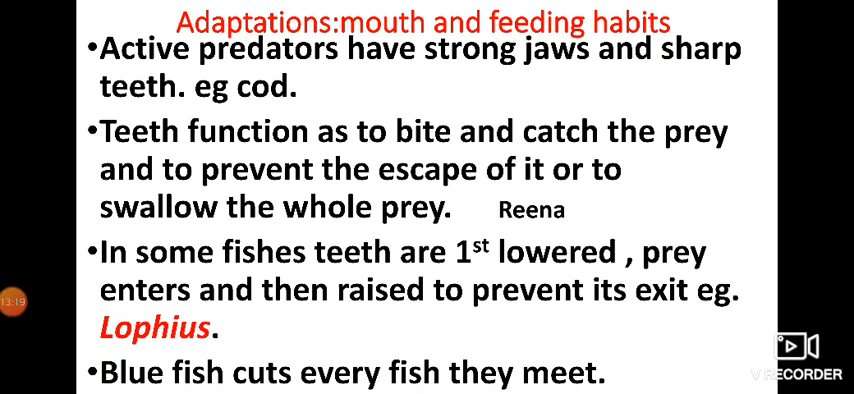 Adaptations:mouth and feeding habits
•Active predators have strong jaws and sharp
teeth. eg cod.
•Teeth function as to bite and catch the prey
and to prevent the escape of it or to
swallow the whole prey. Reena
•In some fishes teeth are 1st lowered , prey
enters and then raised to prevent its exit eg.
Lophius.
•Blue fish cuts every fish they meet.
13:19
V RECORDER